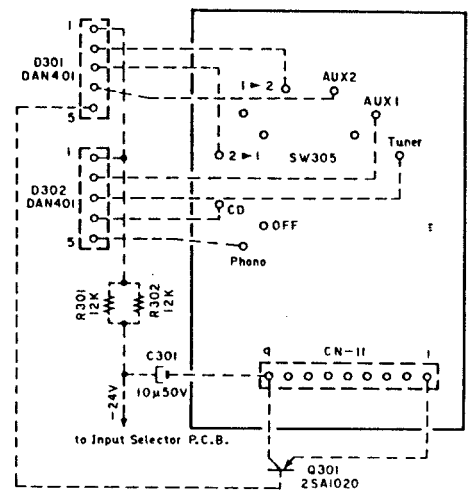 1
D301
DAN401
5
1 ► 2
AUX2
AUX1
2 ► 1
SW305
Tuner
1
D302
DAN401
5
CD
OFF
Phono
R301
12K
R302
12K
C301
10μ50V
-24V
to Input Selector P.C.B.
9
CN-11
1
Q301
2SA1020